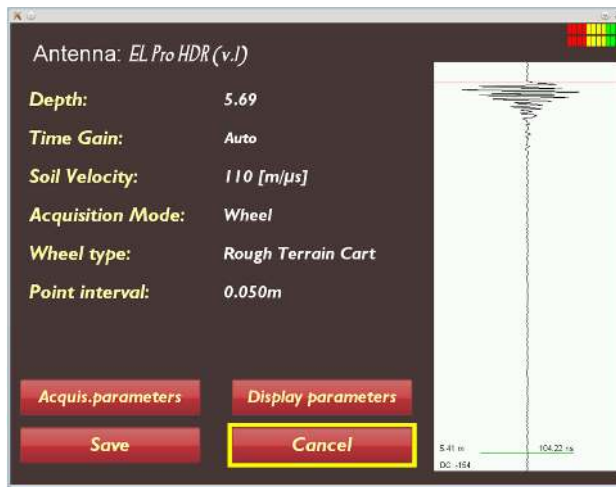 Antenna: EL Pro HDR (v.I)
Depth: 5.69
Time Gain: Auto
Soil Velocity: 110 [m/µs]
Acquisition Mode: Wheel
Wheel type: Rough Terrain Cart
Point interval: 0.050m
Acquis.parameters Display parameters
Save Cancel
5.41 m 104.22 ns
DC: -154